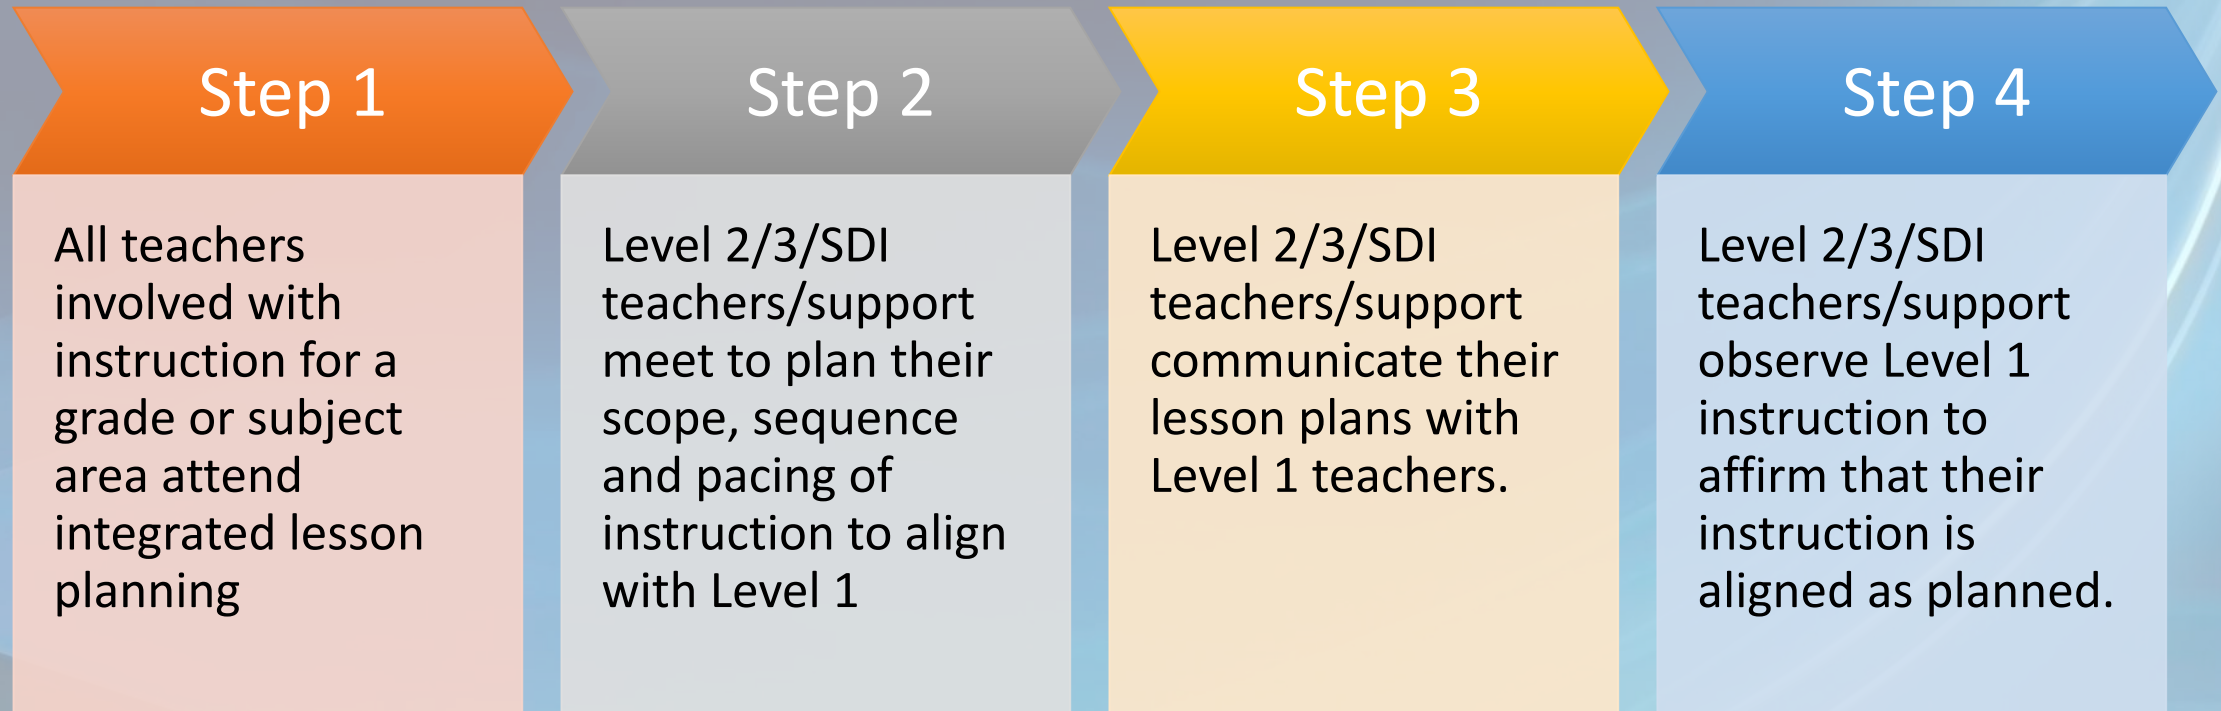 Step 1
All teachers
involved with
instruction for a
grade or subject
area attend
integrated lesson
planning
Step 2
Level 2/3/SDI
teachers/support
meet to plan their
scope, sequence
and pacing of
instruction to align
with Level 1
Step 3
Level 2/3/SDI
teachers/support
communicate their
lesson plans with
Level 1 teachers.
Step 4
Level 2/3/SDI
teachers/support
observe Level 1
instruction to
affirm that their
instruction is
aligned as planned.